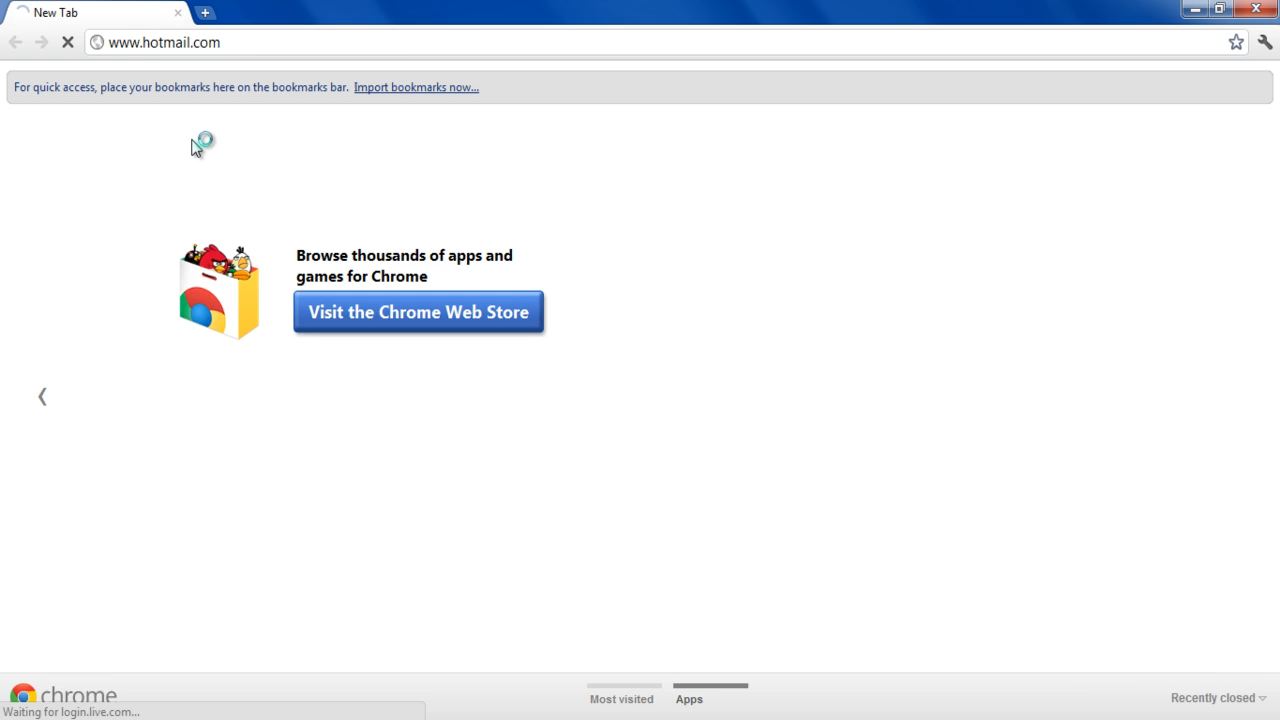 New Tab
www.hotmail.com
For quick access, place your bookmarks here on the bookmarks bar. Import bookmarks now...
Browse thousands of apps and
games for Chrome
Visit the Chrome Web Store
chrome
Most visited
Apps
Recently closed
Waiting for login.live.com...